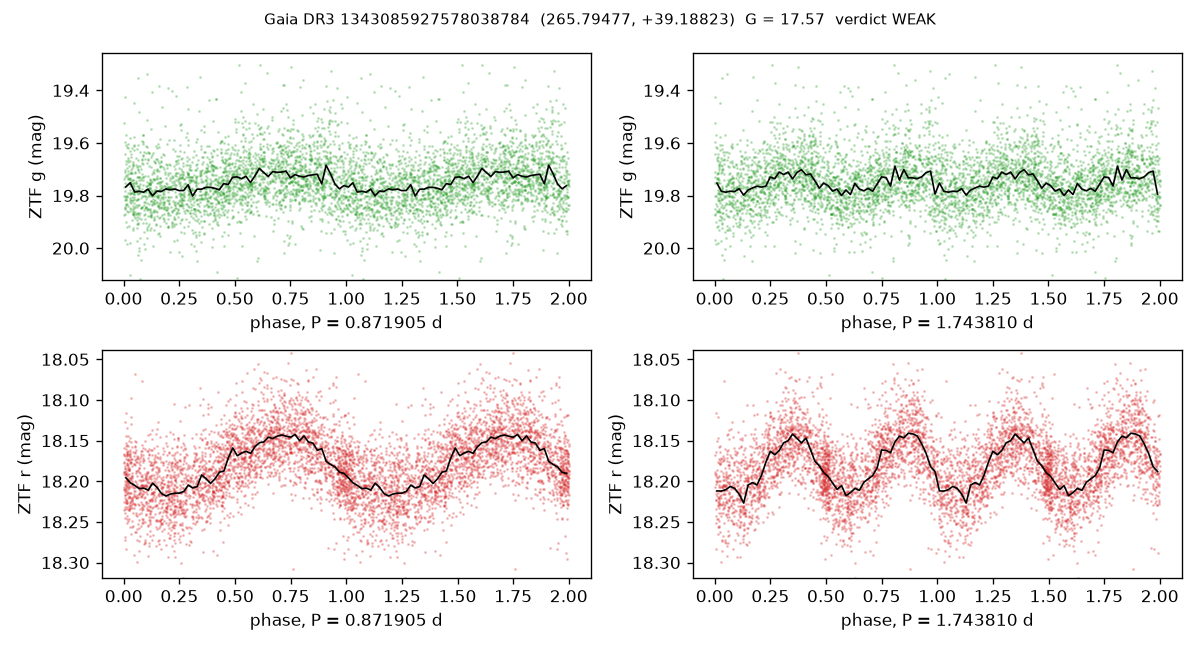 Gaia DR3 1343085927578038784  (265.79477, +39.18823)  G = 17.57  verdict WEAK
ZTF g (mag)
19.4
19.6
19.8
20.0
0.00 0.25 0.50 0.75 1.00 1.25 1.50 1.75 2.00
phase, P = 0.871905 d
ZTF g (mag)
19.4
19.6
19.8
20.0
0.00 0.25 0.50 0.75 1.00 1.25 1.50 1.75 2.00
phase, P = 1.743810 d
ZTF r (mag)
18.05
18.10
18.15
18.20
18.25
18.30
0.00 0.25 0.50 0.75 1.00 1.25 1.50 1.75 2.00
phase, P = 0.871905 d
ZTF r (mag)
18.05
18.10
18.15
18.20
18.25
18.30
0.00 0.25 0.50 0.75 1.00 1.25 1.50 1.75 2.00
phase, P = 1.743810 d